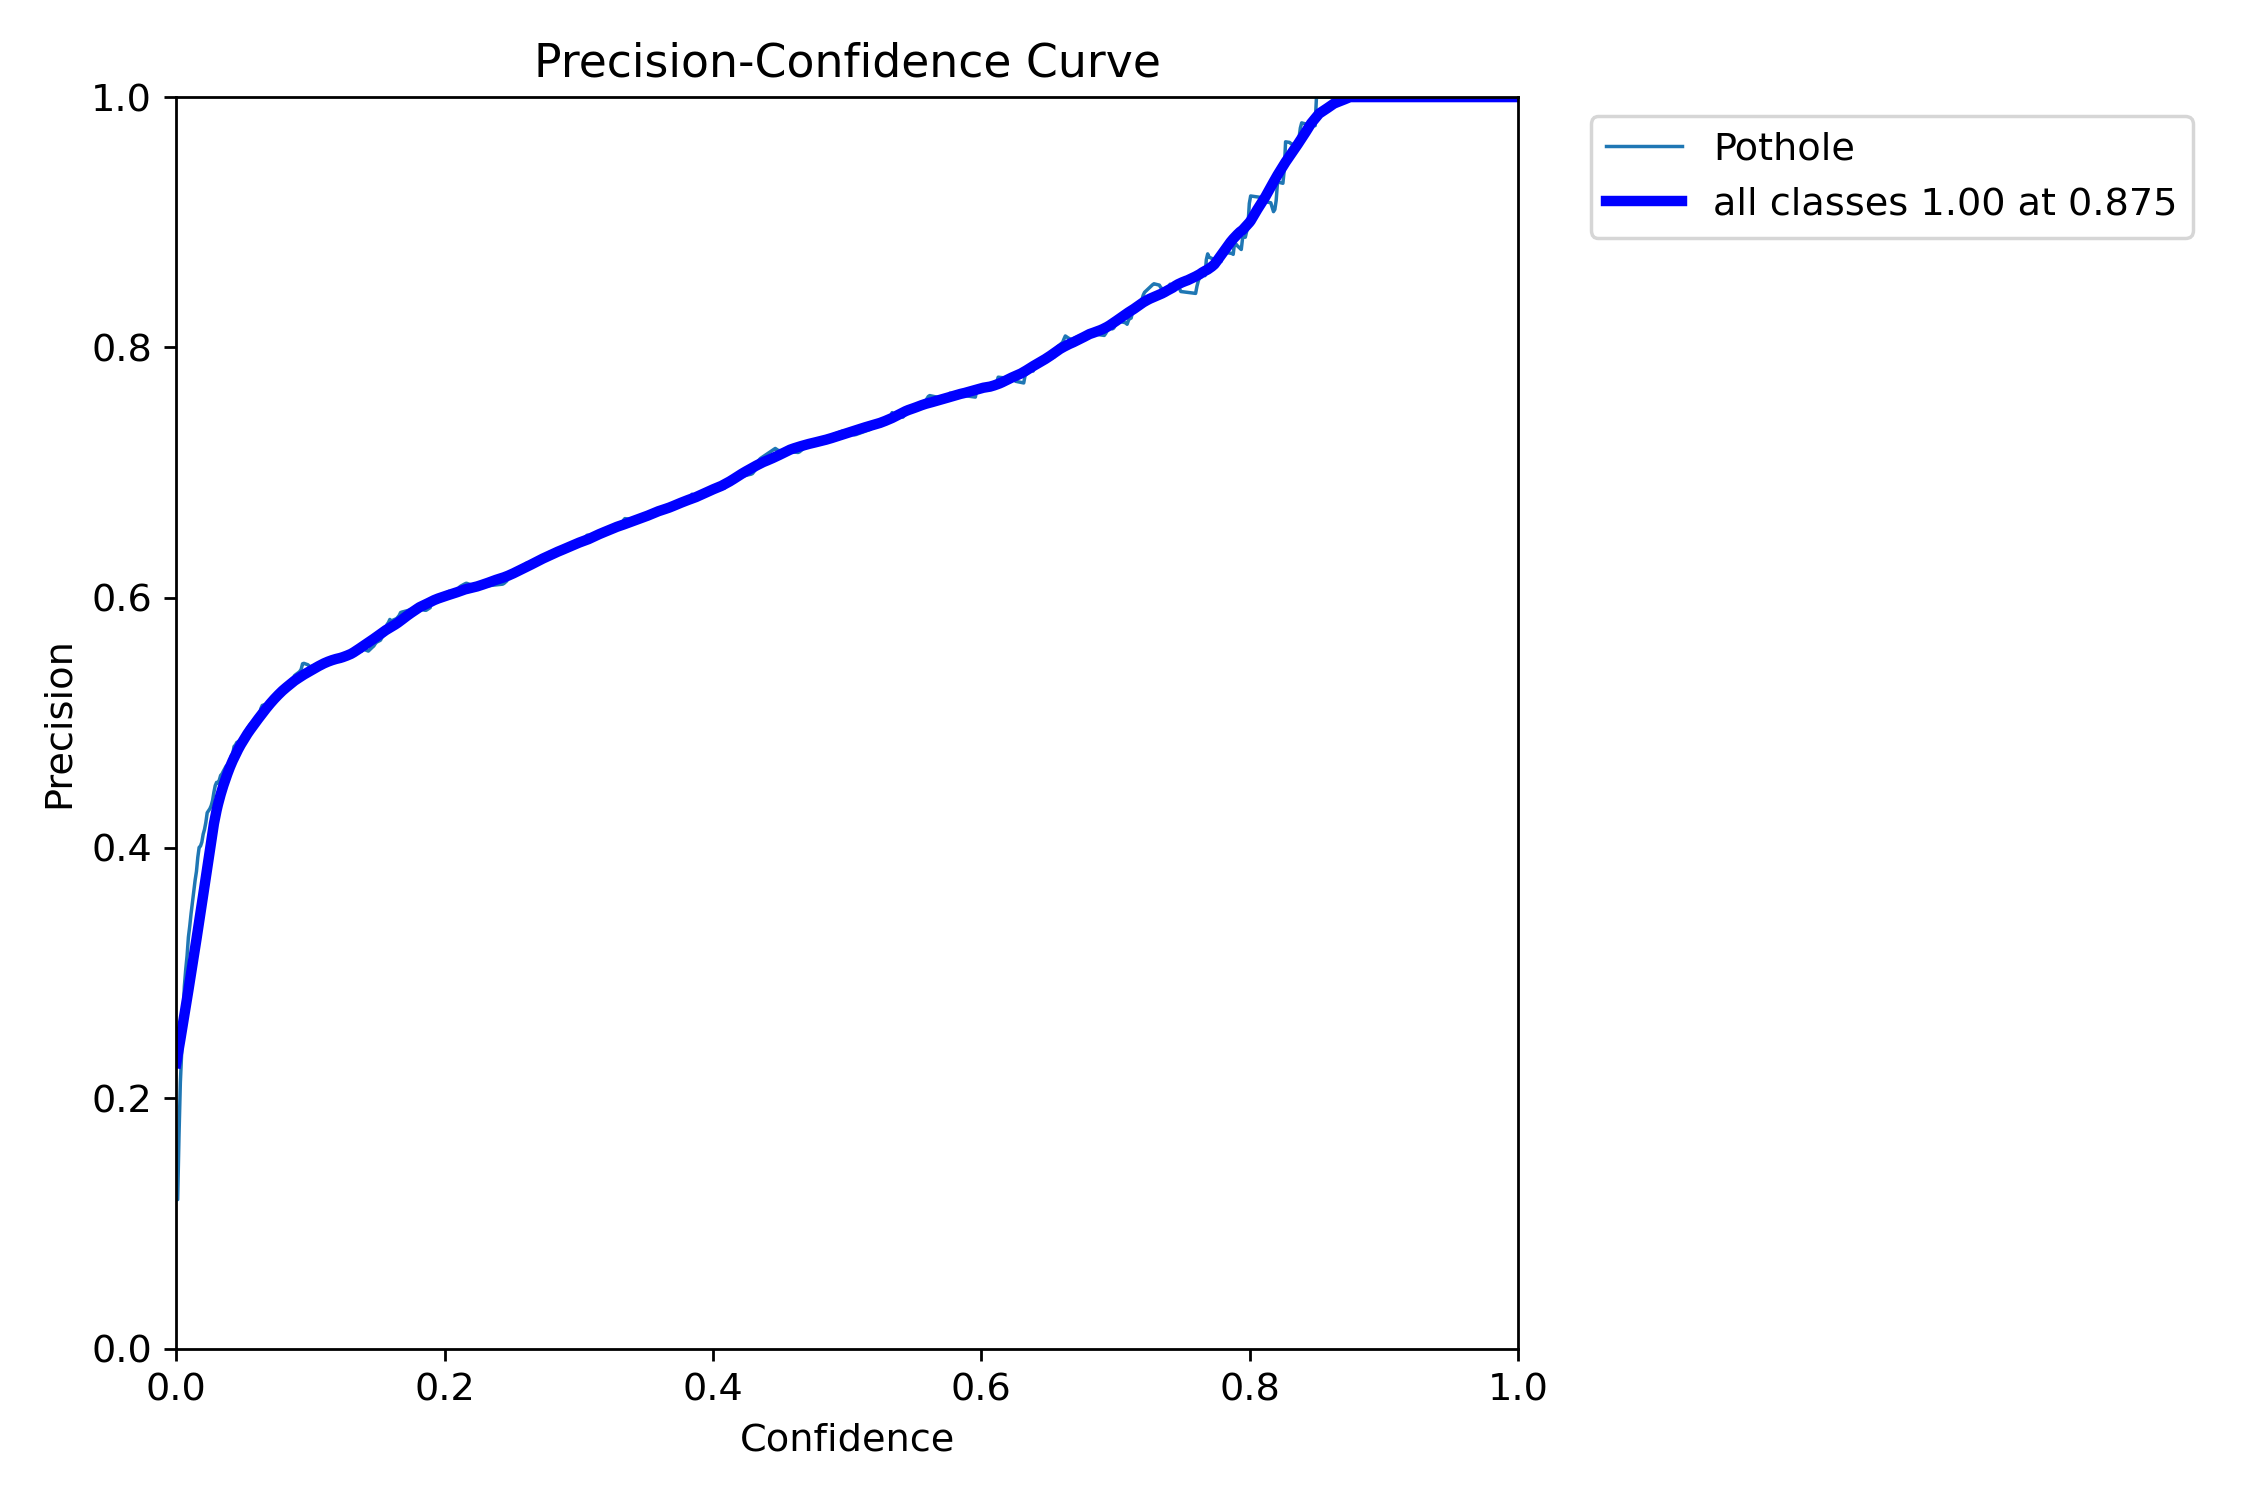 Precision-Confidence Curve
Pothole
all classes 1.00 at 0.875
Precision
1.0
0.8
0.6
0.4
0.2
0.0
0.0 0.2 0.4 0.6 0.8 1.0
Confidence